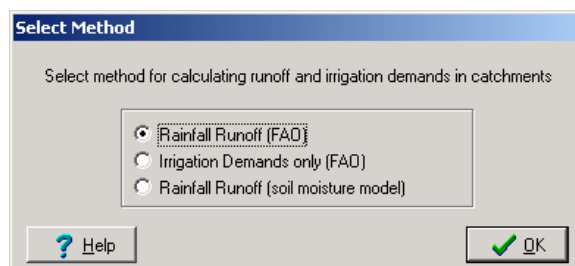 Select Method
Select method for calculating runoff and irrigation demands in catchments
Rainfall Runoff (FAO)
Irrigation Demands only (FAO)
Rainfall Runoff (soil moisture model)
? Help
OK